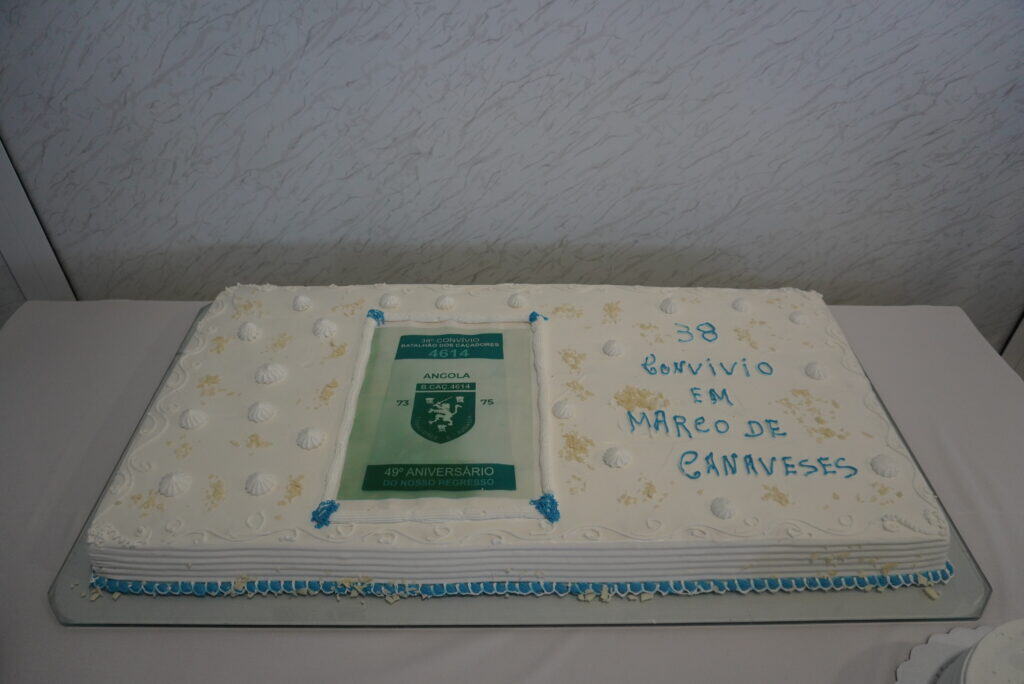 38º CONVÍVIO
BATALHÃO DOS CAÇADORES
4614
ANGOLA
B.CAÇ.4614
73 75
49º ANIVERSÁRIO
DO NOSSO REGRESSO
38
CONVÍVIO
EM
MARCO DE
CANAVESES